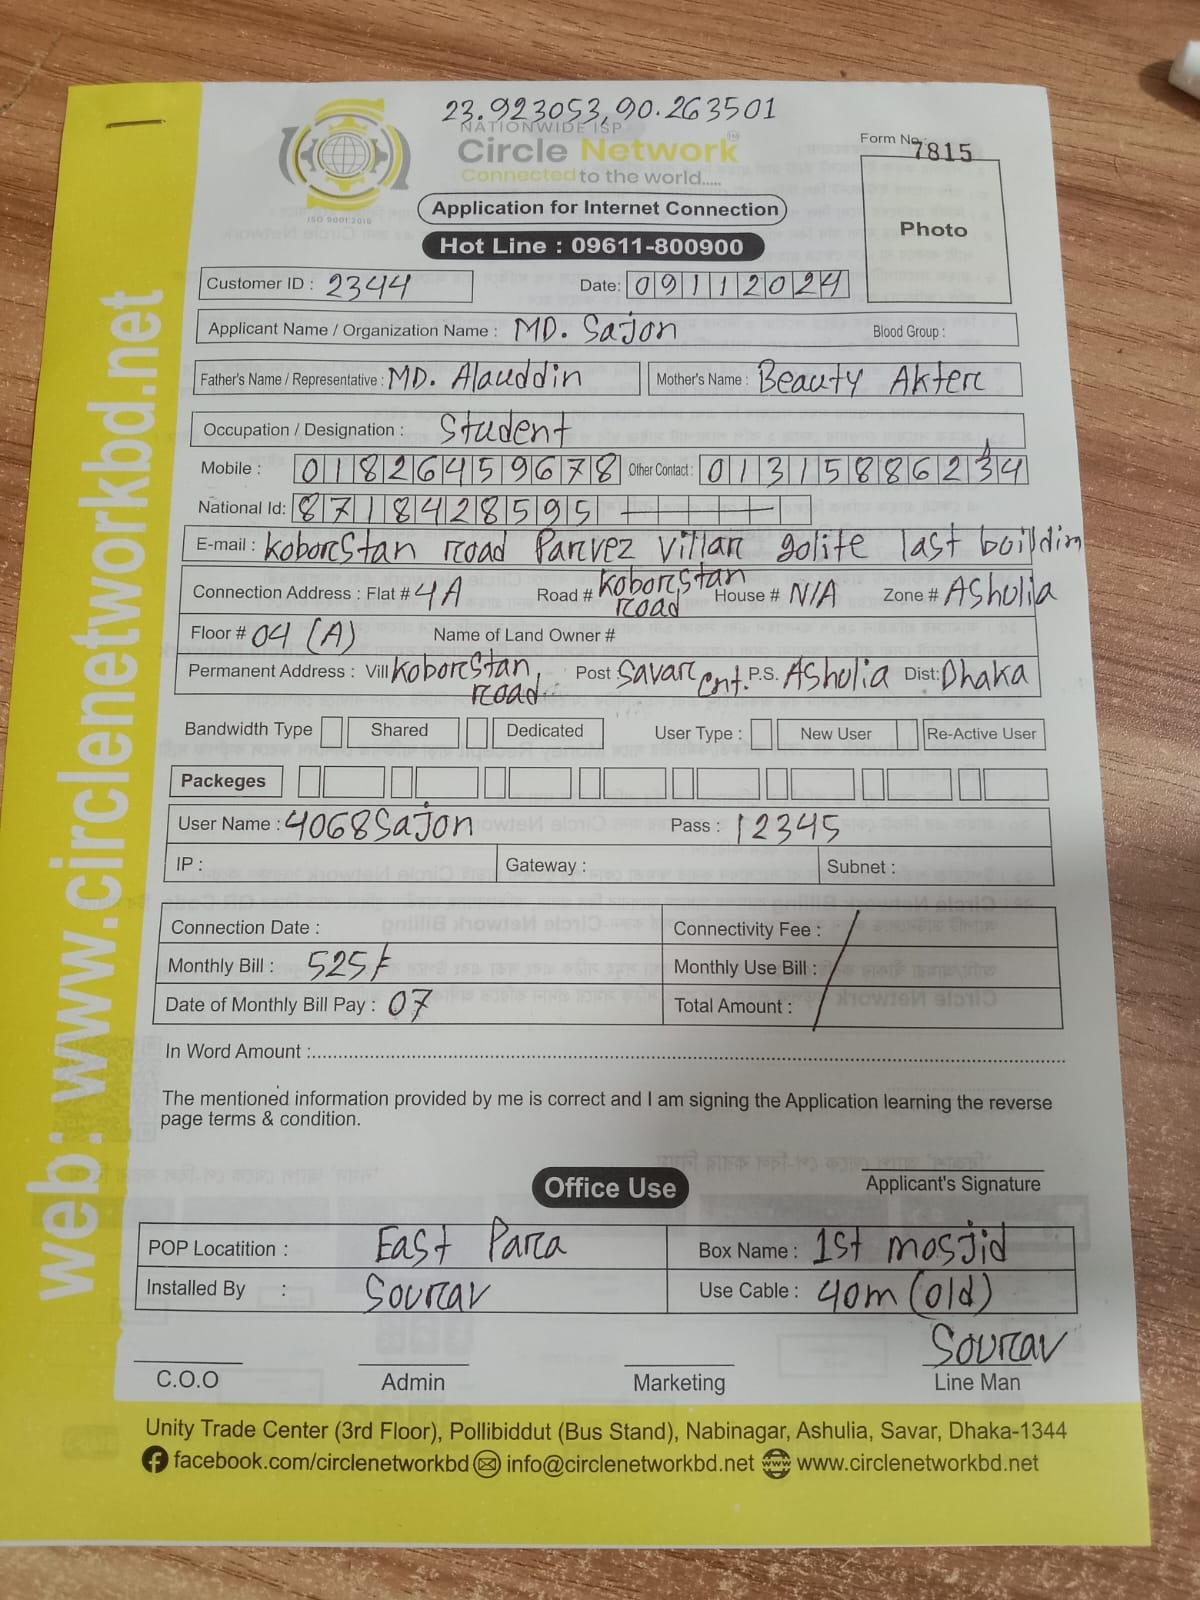 23.923053,90.263501
NATIONWIDE ISP
Circle Network
Connected to the world.....
ISO 9001:2015
Form No: 7815
Photo
Application for Internet Connection
Hot Line : 09611-800900
Customer ID : 2344 Date: 09112024
Applicant Name / Organization Name : MD. Sajon Blood Group :
Father's Name / Representative : MD. Alauddin Mother's Name : Beauty Akter
Occupation / Designation : Student
Mobile : 01826459678 Other Contact : 01315886234
National Id: 8718428595
E-mail : koborstan road Parvez villar golite last boildin
Connection Address : Flat # 4A Road # koborstan road House # N/A Zone # Ashulia
Floor # 04 (A) Name of Land Owner #
Permanent Address : Vill koborstan road Post : savar cnt. P.S. Ashulia Dist: Dhaka
Bandwidth Type Shared Dedicated User Type : New User Re-Active User
Packeges
User Name : 4068Sajon Pass : 12345
IP : Gateway : Subnet :
Connection Date : Connectivity Fee :
Monthly Bill : 525/- Monthly Use Bill :
Date of Monthly Bill Pay : 07 Total Amount :
In Word Amount :
The mentioned information provided by me is correct and I am signing the Application learning the reverse
page terms & condition.
Applicant's Signature
Office Use
POP Locatition : East Para Box Name : 1st mosjid
Installed By : Sourav Use Cable : 40m (old)
Sourav
C.O.O Admin Marketing Line Man
Unity Trade Center (3rd Floor), Pollibiddut (Bus Stand), Nabinagar, Ashulia, Savar, Dhaka-1344
facebook.com/circlenetworkbd info@circlenetworkbd.net www.circlenetworkbd.net
web: www.circlenetworkbd.net